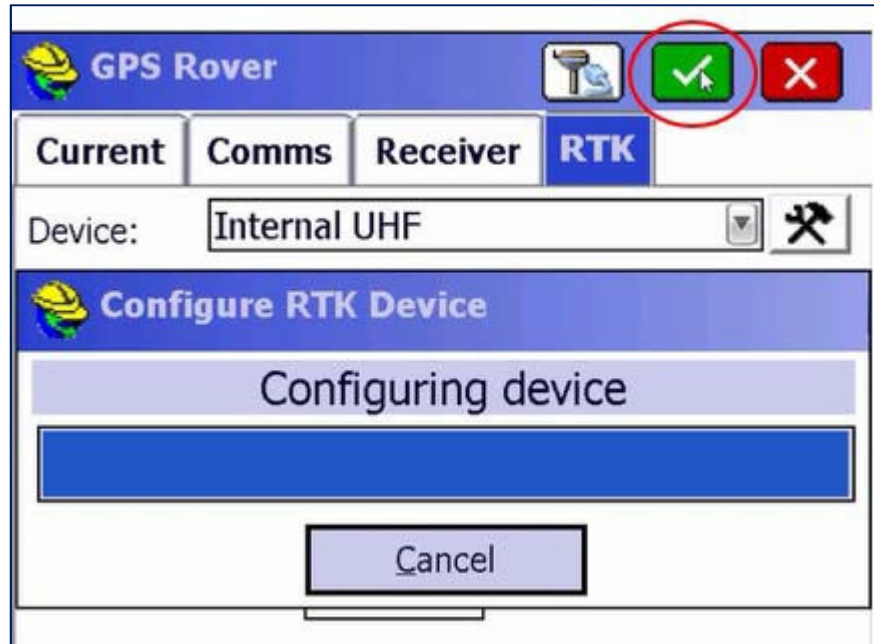 GPS Rover
Current Comms Receiver RTK
Device: Internal UHF
Configure RTK Device
Configuring device
Cancel